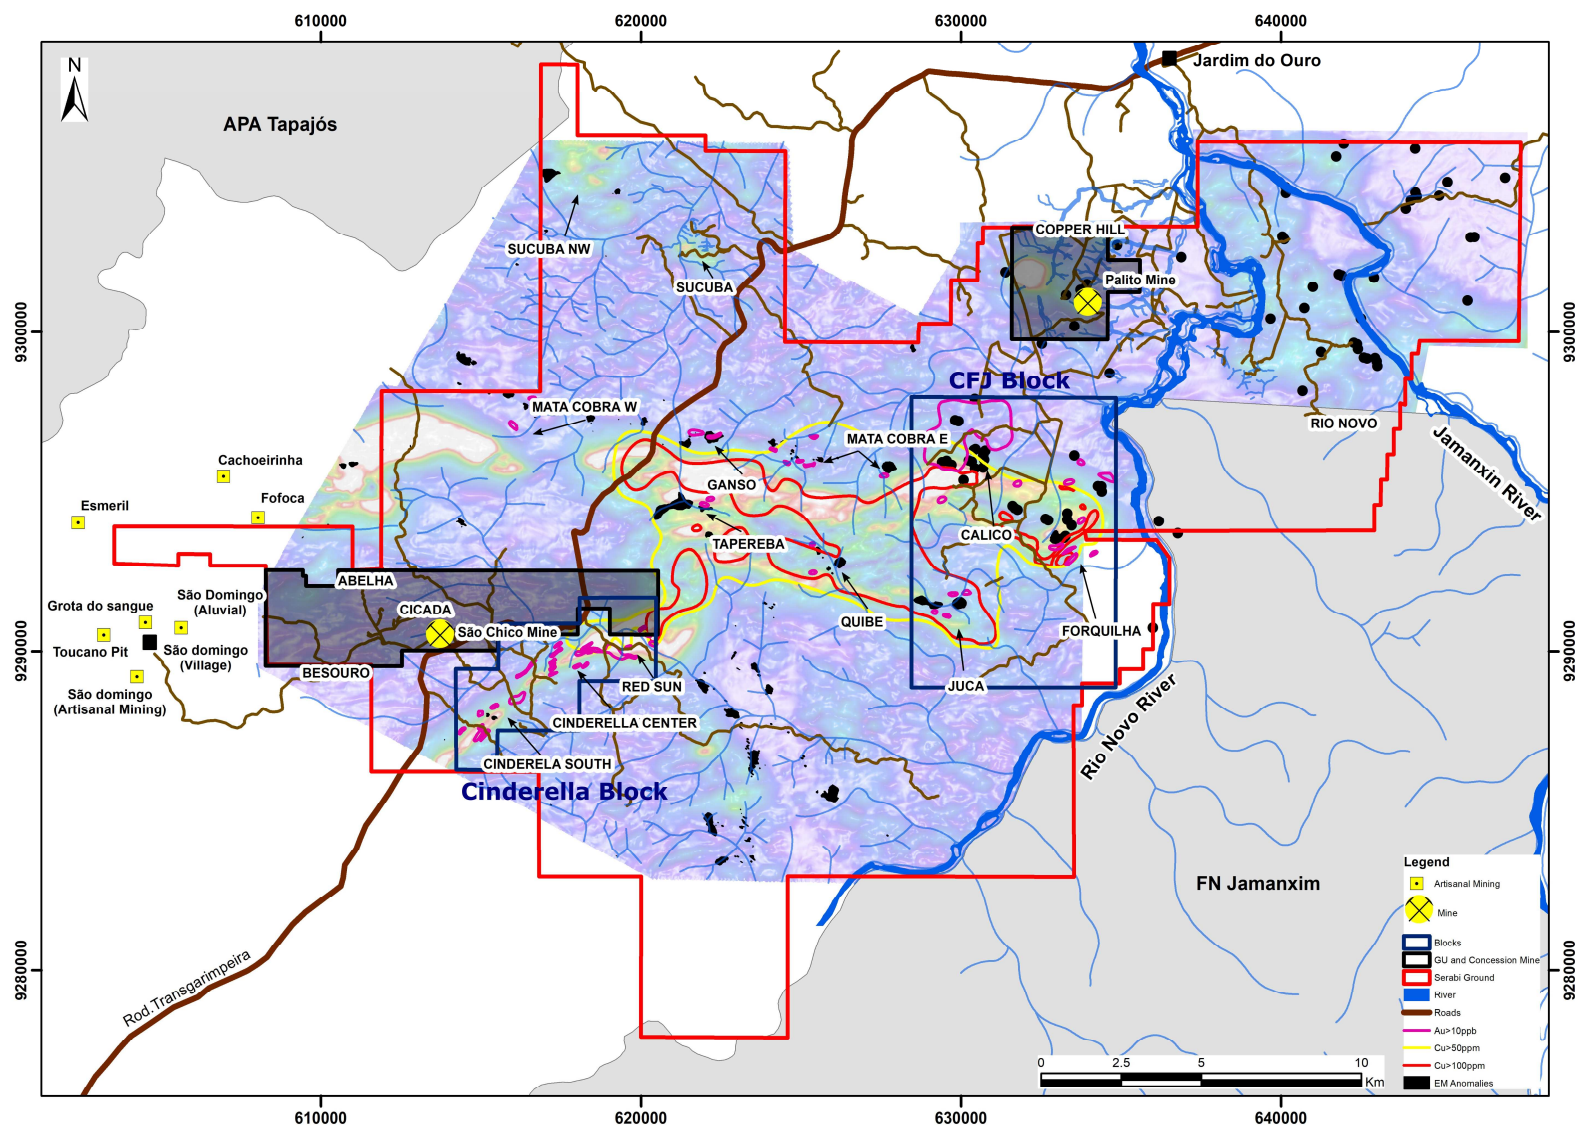 610000
620000
630000
640000
N
Jardim do Ouro
APA Tapajós
SUCUBA NW
SUCUBA
COPPER HILL
Palito Mine
9300000
9300000
CFJ Block
MATA COBRA W
MATA COBRA E
RIO NOVO
Jamanxin River
Cachoeirinha
GANSO
Esmeril
Fofoca
CALICO
TAPEREBA
ABELHA
São Domingo
(Aluvial)
Grota do sangue
CICADA
São Chico Mine
QUIBE
FORQUILHA
Toucano Pit
São domingo
(Village)
9290000
9290000
BESOURO
RED SUN
JUCA
São domingo
(Artisanal Mining)
CINDERELLA CENTER
Rio Novo River
CINDERELA SOUTH
Cinderella Block
FN Jamanxim
Rod.Transgarimpeira
9280000
9280000
Legend
Artisanal Mining
Mine
Blocks
GU and Concession Mine
Serabi Ground
River
Roads
Au>10ppb
Cu>50ppm
Cu>100ppm
EM Anomalies
0
2.5
5
10
Km
610000
620000
630000
640000